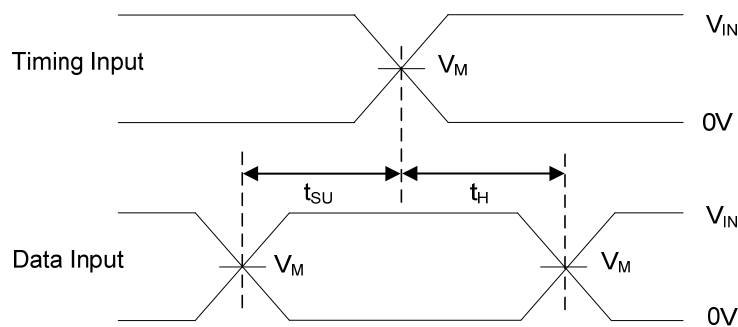 V_IN
Timing Input
V_M
0V
t_SU
t_H
V_IN
Data Input
V_M
V_M
0V